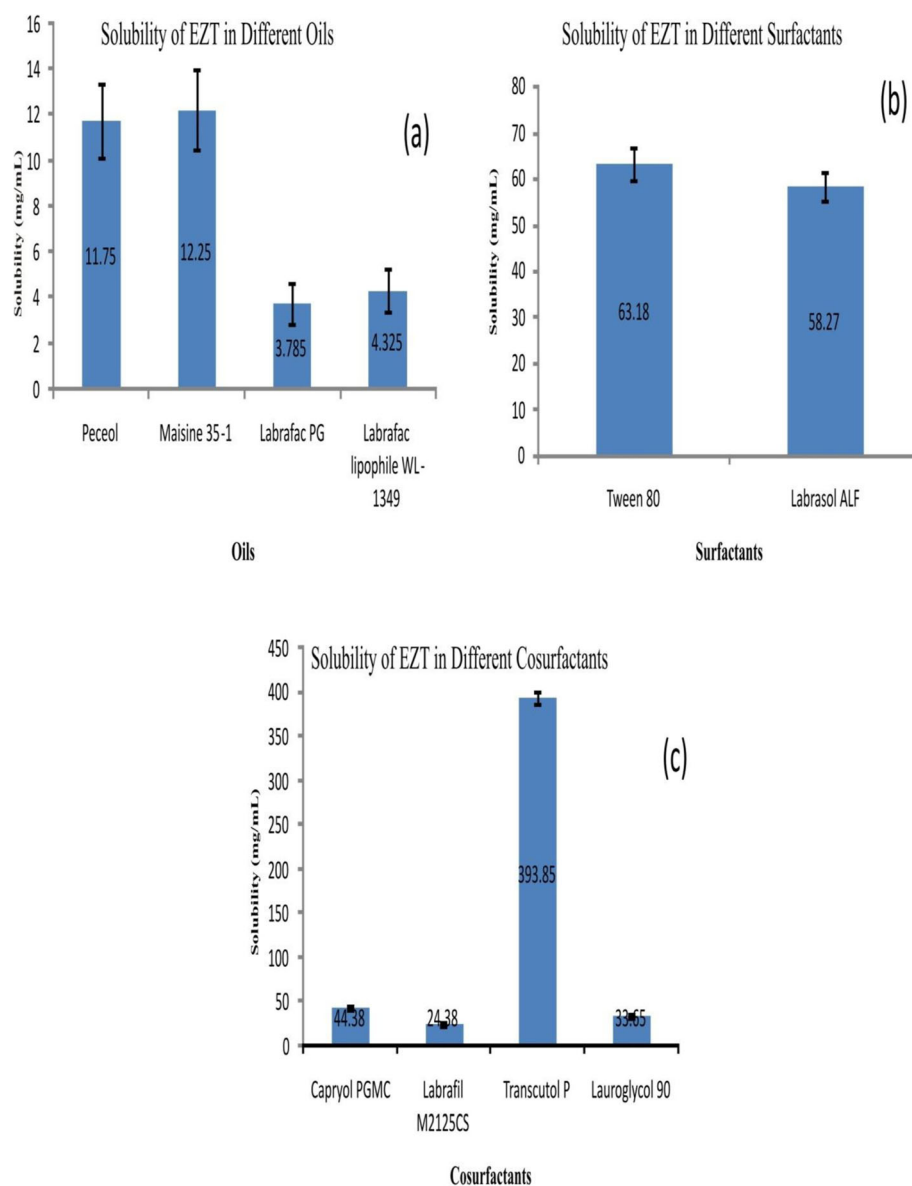 Solubility of EZT in Different Oils
(a)
Solubility (mg/mL)
16
14
12
10
8
6
4
2
0
11.75
12.25
3.785
4.325
Peceol
Maisine 35-1
Labrafac PG
Labrafac
lipophile WL-
1349
Oils
Solubility of EZT in Different Surfactants
(b)
Solubility (mg/mL)
80
70
60
50
40
30
20
10
0
63.18
58.27
Tween 80
Labrasol ALF
Surfactants
Solubility of EZT in Different Cosurfactants
(c)
Solubility (mg/mL)
450
400
350
300
250
200
150
100
50
0
44.38
24.38
393.85
33.65
Capryol PGMC
Labrafil
M2125CS
Transcutol P
Lauroglycol 90
Cosurfactants